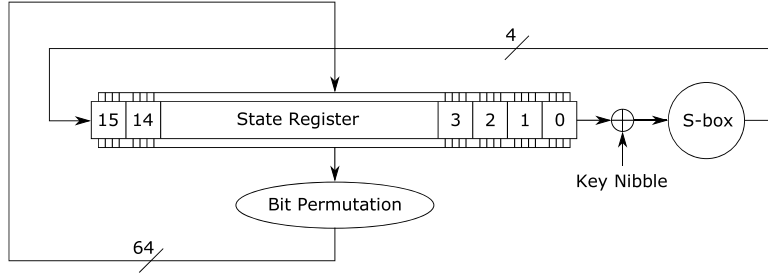 4
15 14 State Register 3 2 1 0 S-box
Key Nibble
Bit Permutation
64